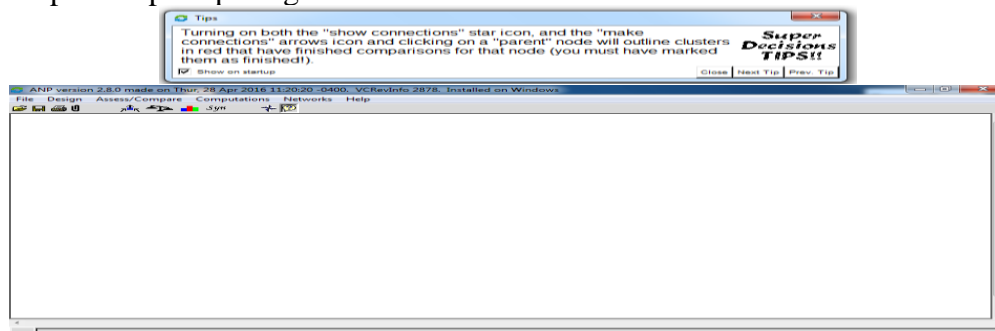 Tips
Turning on both the "show connections" star icon, and the "make
connections" arrows icon and clicking on a "parent" node will outline clusters
in red that have finished comparisons for that node (you must have marked
them as finished!).
Super
Decisions
TIPS!!
Show on startup
Close Next Tip Prev. Tip
ANP version 2.8.0 made on Thur, 28 Apr 2016 11:20:20 -0400. VCRevInfo 2878. Installed on Windows
File Design Assess/Compare Computations Networks Help
Syn